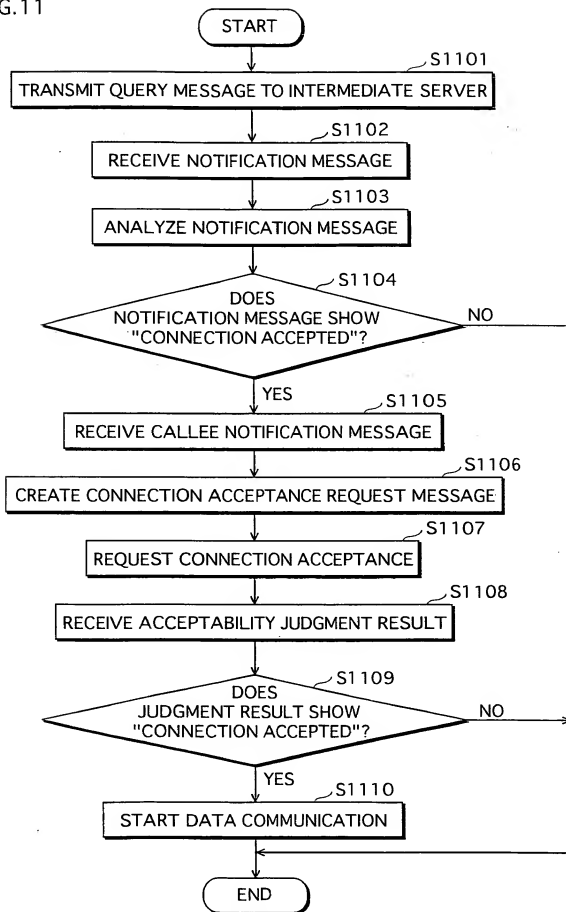 G.11
START
S1101
TRANSMIT QUERY MESSAGE TO INTERMEDIATE SERVER
S1102
RECEIVE NOTIFICATION MESSAGE
S1103
ANALYZE NOTIFICATION MESSAGE
S1104
DOES
NOTIFICATION MESSAGE SHOW
"CONNECTION ACCEPTED"?
NO
YES
S1105
RECEIVE CALLEE NOTIFICATION MESSAGE
S1106
CREATE CONNECTION ACCEPTANCE REQUEST MESSAGE
S1107
REQUEST CONNECTION ACCEPTANCE
S1108
RECEIVE ACCEPTABILITY JUDGMENT RESULT
S1109
DOES
JUDGMENT RESULT SHOW
"CONNECTION ACCEPTED"?
NO
YES
S1110
START DATA COMMUNICATION
END